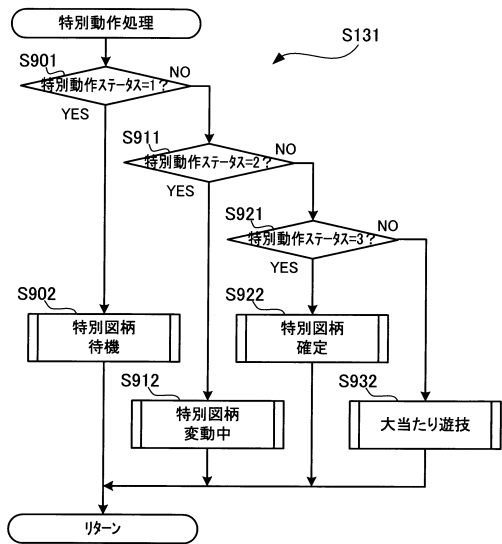 特別動作処理
S131
S901
特別動作ステータス=1?
NO
YES
S911
特別動作ステータス=2?
NO
YES
S921
特別動作ステータス=3?
NO
YES
S902
特別図柄
待機
S922
特別図柄
確定
S912
特別図柄
変動中
S932
大当たり遊技
リターン